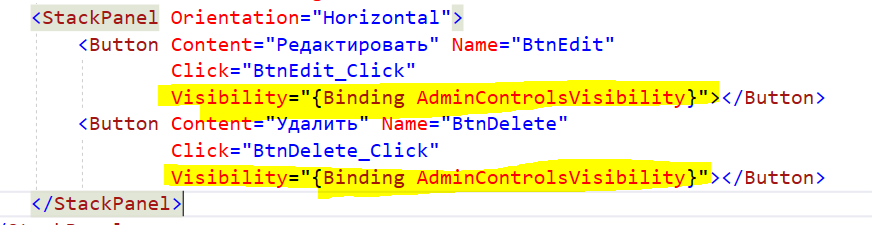 <StackPanel Orientation="Horizontal">
<Button Content="Редактировать" Name="BtnEdit"
Click="BtnEdit_Click"
Visibility="{Binding AdminControlsVisibility}"></Button>
<Button Content="Удалить" Name="BtnDelete"
Click="BtnDelete_Click"
Visibility="{Binding AdminControlsVisibility}"></Button>
</StackPanel>